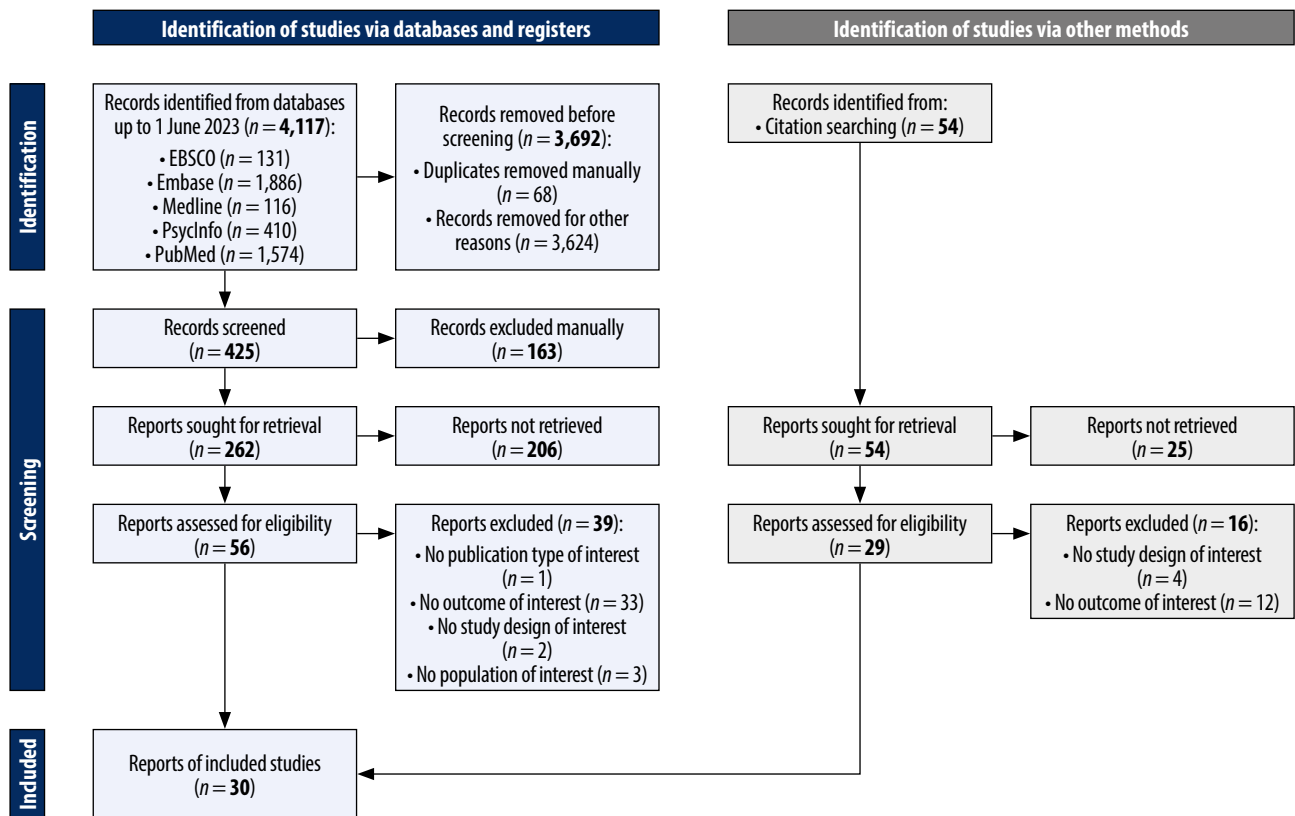 Identification of studies via databases and registers
Identification of studies via other methods
Identification
Records identified from databases
up to 1 June 2023 (n = 4,117):
• EBSCO (n = 131)
• Embase (n = 1,886)
• Medline (n = 116)
• PsycInfo (n = 410)
• PubMed (n = 1,574)
Records removed before
screening (n = 3,692):
• Duplicates removed manually
(n = 68)
• Records removed for other
reasons (n = 3,624)
Records identified from:
• Citation searching (n = 54)
Screening
Records screened
(n = 425)
Records excluded manually
(n = 163)
Reports sought for retrieval
(n = 262)
Reports not retrieved
(n = 206)
Reports sought for retrieval
(n = 54)
Reports not retrieved
(n = 25)
Reports assessed for eligibility
(n = 56)
Reports excluded (n = 39):
• No publication type of interest
(n = 1)
• No outcome of interest (n = 33)
• No study design of interest
(n = 2)
• No population of interest (n = 3)
Reports assessed for eligibility
(n = 29)
Reports excluded (n = 16):
• No study design of interest
(n = 4)
• No outcome of interest (n = 12)
Included
Reports of included studies
(n = 30)